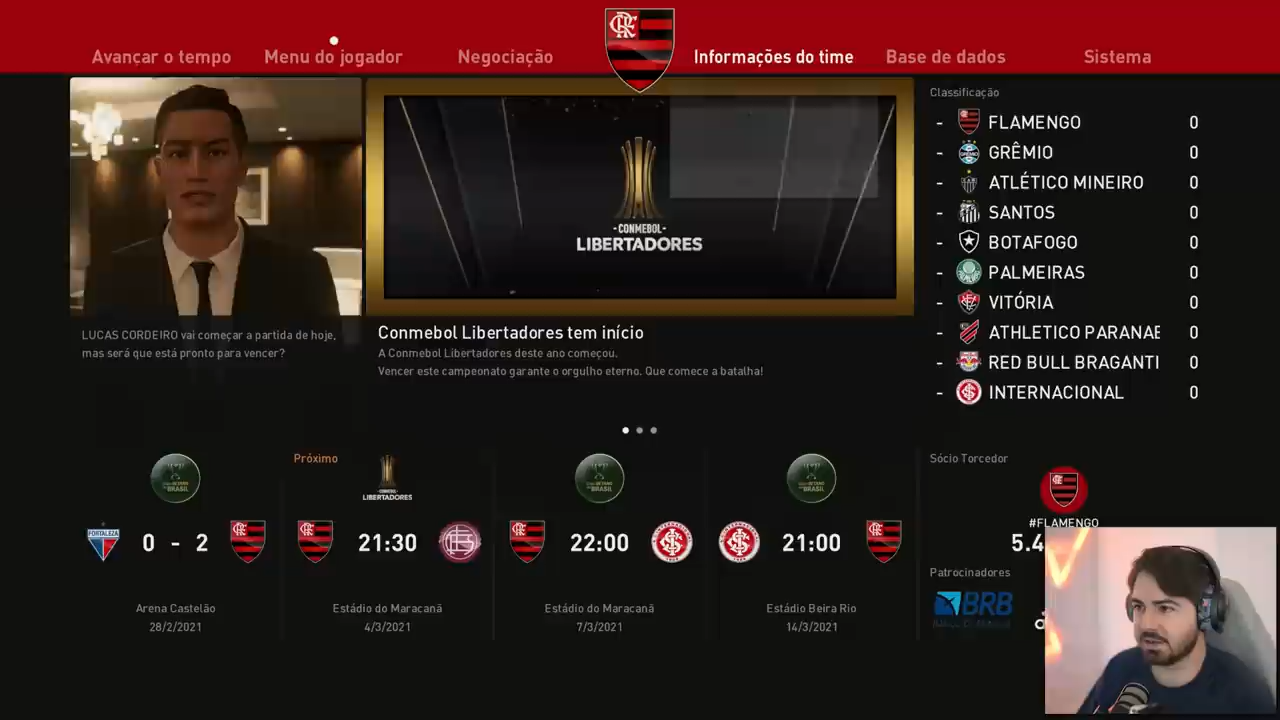 Avançar o tempo
Menu do jogador
Negociação
Informações do time
Base de dados
Sistema
LUCAS CORDEIRO vai começar a partida de hoje,
mas será que está pronto para vencer?
-CONMEBOL-
LIBERTADORES
Conmebol Libertadores tem início
A Conmebol Libertadores deste ano começou.
Vencer este campeonato garante o orgulho eterno. Que comece a batalha!
Classificação
- FLAMENGO 0
- GRÊMIO 0
- ATLÉTICO MINEIRO 0
- SANTOS 0
- BOTAFOGO 0
- PALMEIRAS 0
- VITÓRIA 0
- ATHLETICO PARANAE 0
- RED BULL BRAGANTI 0
- INTERNACIONAL 0
FORTALEZA
0 - 2
Arena Castelão
28/2/2021
Próximo
LIBERTADORES
21:30
Estádio do Maracanã
4/3/2021
22:00
Estádio do Maracanã
7/3/2021
21:00
Estádio Beira Rio
14/3/2021
Sócio Torcedor
#FLAMENGO
5.4
Patrocinadores
BRB